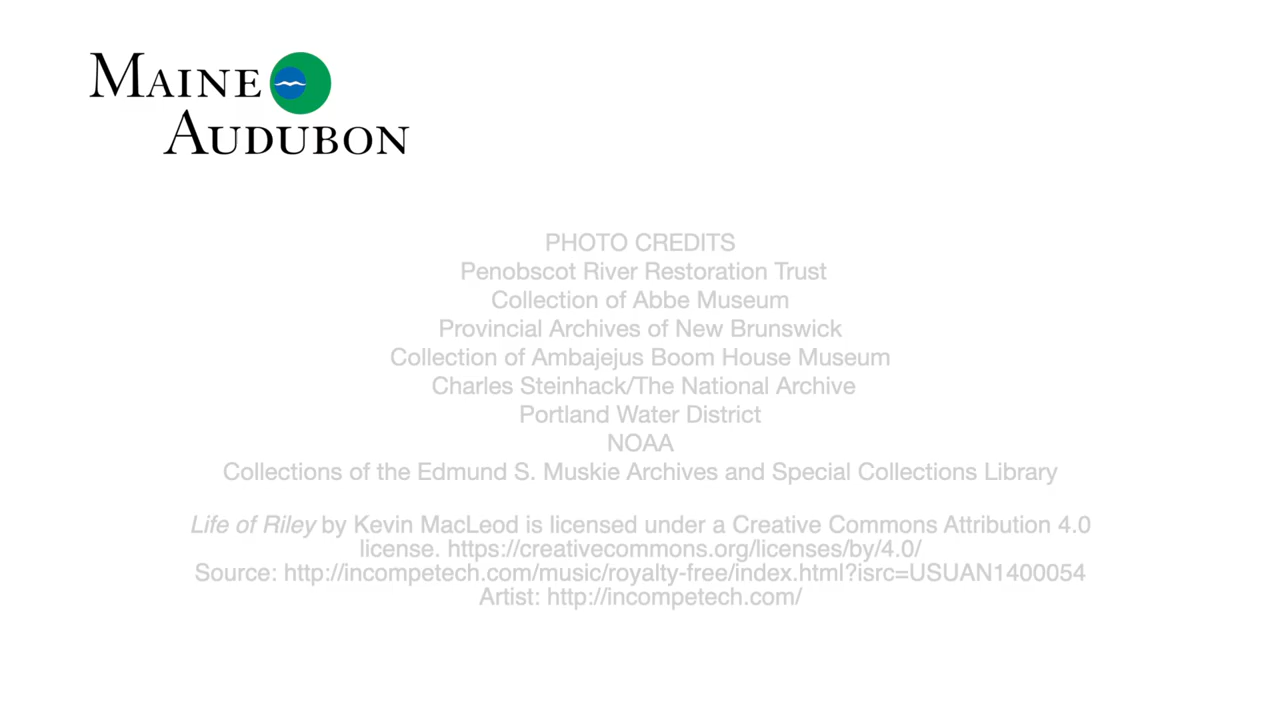 MAINE
AUDUBON
PHOTO CREDITS
Penobscot River Restoration Trust
Collection of Abbe Museum
Provincial Archives of New Brunswick
Collection of Ambajejus Boom House Museum
Charles Steinhack/The National Archive
Portland Water District
NOAA
Collections of the Edmund S. Muskie Archives and Special Collections Library
Life of Riley by Kevin MacLeod is licensed under a Creative Commons Attribution 4.0
license. https://creativecommons.org/licenses/by/4.0/
Source: http://incompetech.com/music/royalty-free/index.html?isrc=USUAN1400054
Artist: http://incompetech.com/